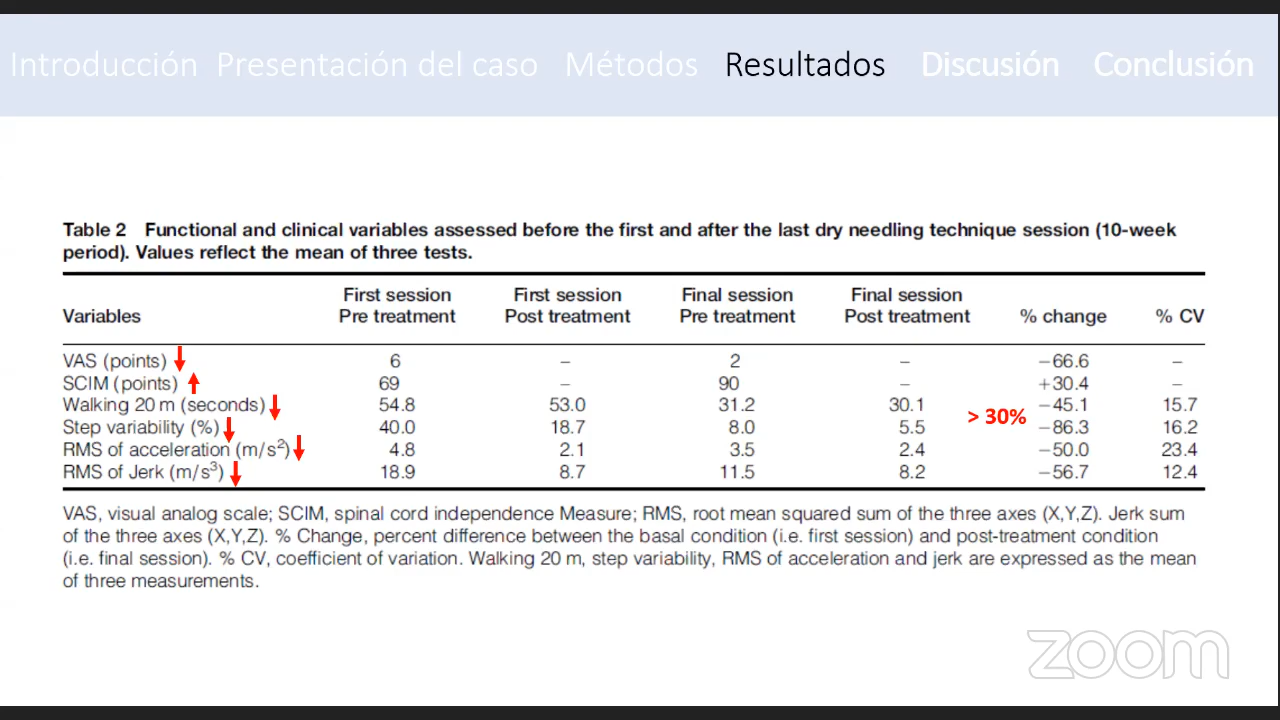 Introducción Presentación del caso Métodos Resultados Discusión Conclusión
Table 2 Functional and clinical variables assessed before the first and after the last dry needling technique session (10-week
period). Values reflect the mean of three tests.
Variables First session Pre treatment First session Post treatment Final session Pre treatment Final session Post treatment % change % CV
VAS (points) 6 – 2 – −66.6 –
SCIM (points) 69 – 90 – +30.4 –
Walking 20 m (seconds) 54.8 53.0 31.2 30.1 −45.1 15.7
> 30%
Step variability (%) 40.0 18.7 8.0 5.5 −86.3 16.2
RMS of acceleration (m/s²) 4.8 2.1 3.5 2.4 −50.0 23.4
RMS of Jerk (m/s³) 18.9 8.7 11.5 8.2 −56.7 12.4
VAS, visual analog scale; SCIM, spinal cord independence Measure; RMS, root mean squared sum of the three axes (X,Y,Z). Jerk sum
of the three axes (X,Y,Z). % Change, percent difference between the basal condition (i.e. first session) and post-treatment condition
(i.e. final session). % CV, coefficient of variation. Walking 20 m, step variability, RMS of acceleration and jerk are expressed as the mean
of three measurements.
zoom